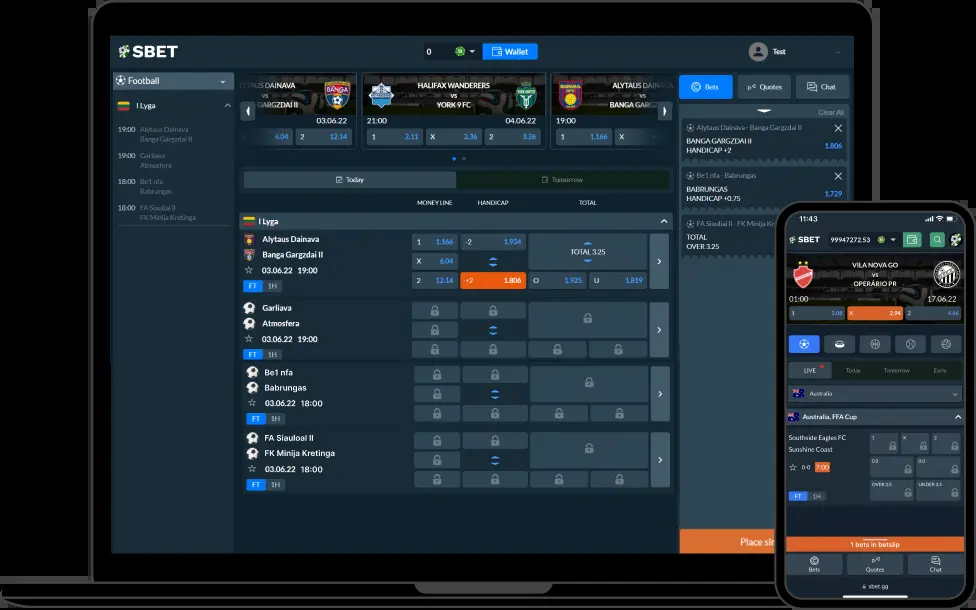 SBET
0
Wallet
Test
Football
I Lyga
19:00 Alytaus Dainava
Banga Gargzdai II
19:00 Garliava
Atmosfera
18:00 Be1 nfa
Babrungas
18:00 FA Siauliai II
FK Minija Kretinga
TAUS DAINAVA
vs
GARGZDAI II
03.06.22
6.04 2 12.14
HALIFAX WANDERERS
vs
YORK 9 FC
21:00 04.06.22
1 2.11 X 3.36 2 3.26
ALYTAUS DAINAV
vs
BANGA GARGZDA
19:00
1 1.166 X
Today
Tomorrow
MONEY LINE HANDICAP TOTAL
I Lyga
Alytaus Dainava
Banga Gargzdai II
03.06.22 19:00
FT 1H
1 1.166 -2 1.934
TOTAL 3.25
X 6.04
2 12.14 +2 1.806 O 1.925 U 1.819
Garliava
Atmosfera
03.06.22 19:00
FT 1H
Be1 nfa
Babrungas
03.06.22 18:00
FT 1H
FA Siauloal II
FK Minija Kretinga
03.06.22 18:00
FT 1H
Bets
Quotes
Chat
Clear All
Alytaus Dainava - Banga Gargzdai II
BANGA GARGZDAI II
HANDICAP +2
1.806
Be1 nfa - Babrungas
BABRUNGAS
HANDICAP +0.75
1.729
FA Siauliai II - FK Minija Kr
TOTAL
OVER 3.25
Place sin
11:43
SBET
99947272.53
VILA NOVA GO
vs
OPERÁRIO PR
01:00 17.06.22
1 2.08 X 2.94 2 4.46
LIVE Today Tomorrow Early
Australia
Australia, FFA Cup
Southside Eagles FC
Sunshine Coast
0-0 7:00
FT 1H
1 X 2
0:0 0:0
OVER 3.5 UNDER 3.5
1 bets in betslip
Bets
Quotes
Chat
sbet.gg